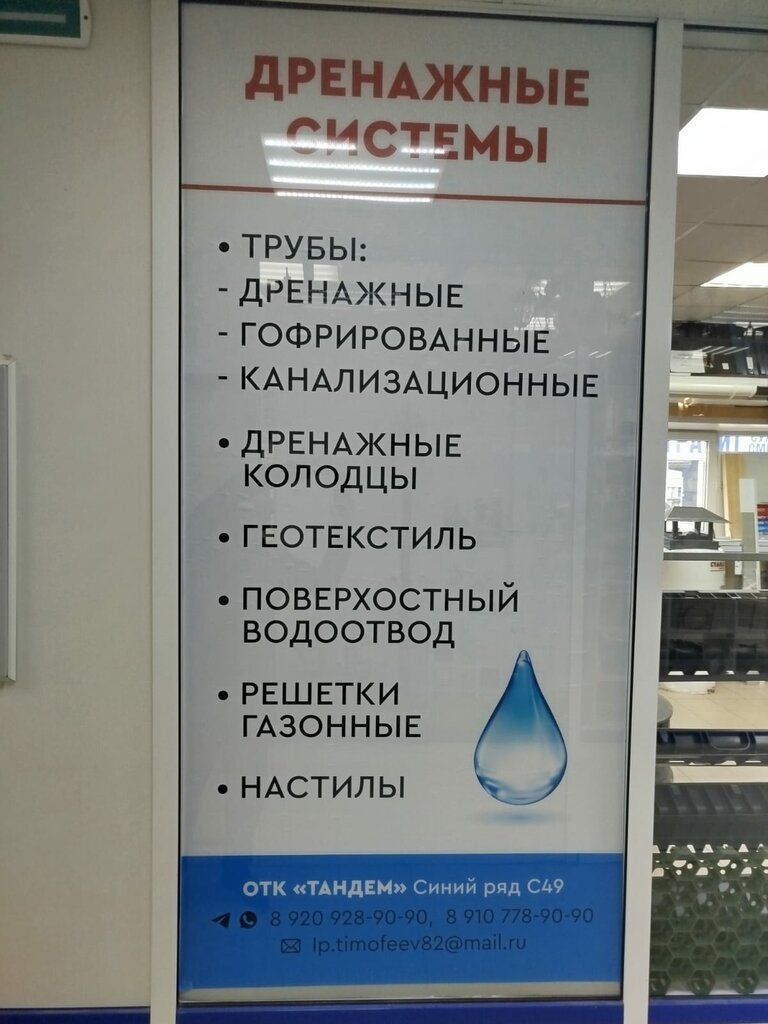 ДРЕНАЖНЫЕ
СИСТЕМЫ
• ТРУБЫ:
- ДРЕНАЖНЫЕ
- ГОФРИРОВАННЫЕ
- КАНАЛИЗАЦИОННЫЕ
• ДРЕНАЖНЫЕ
КОЛОДЦЫ
• ГЕОТЕКСТИЛЬ
• ПОВЕРХОСТНЫЙ
ВОДООТВОД
• РЕШЕТКИ
ГАЗОННЫЕ
• НАСТИЛЫ
ОТК «ТАНДЕМ» Синий ряд С49
8 920 928-90-90, 8 910 778-90-90
Ip.timofeev82@mail.ru